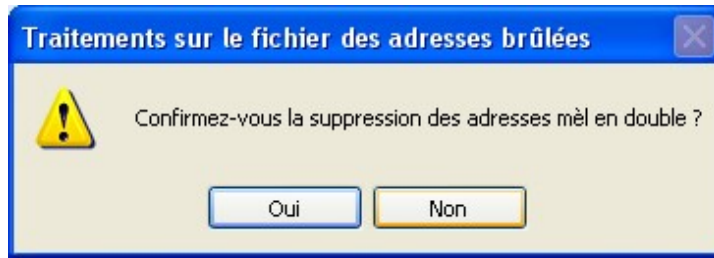 Traitements sur le fichier des adresses brûlées
Confirmez-vous la suppression des adresses mèl en double ?
Oui Non